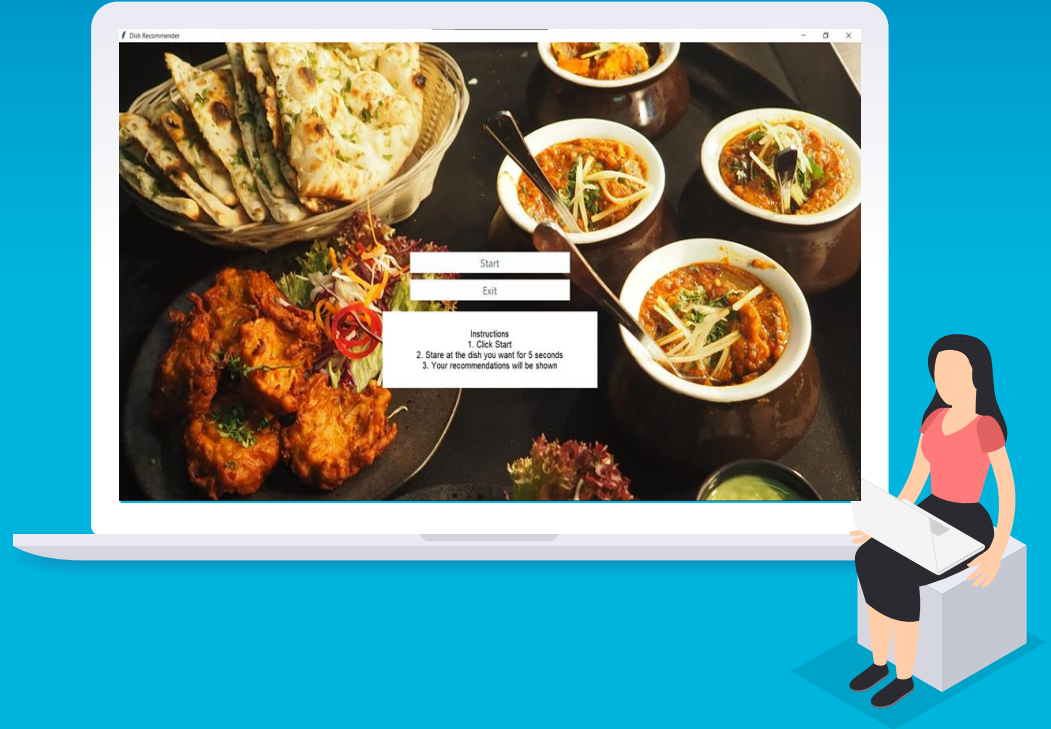 Dish Recommender
Start
Exit
Instructions
1. Click Start
2. Stare at the dish you want for 5 seconds
3. Your recommendations will be shown